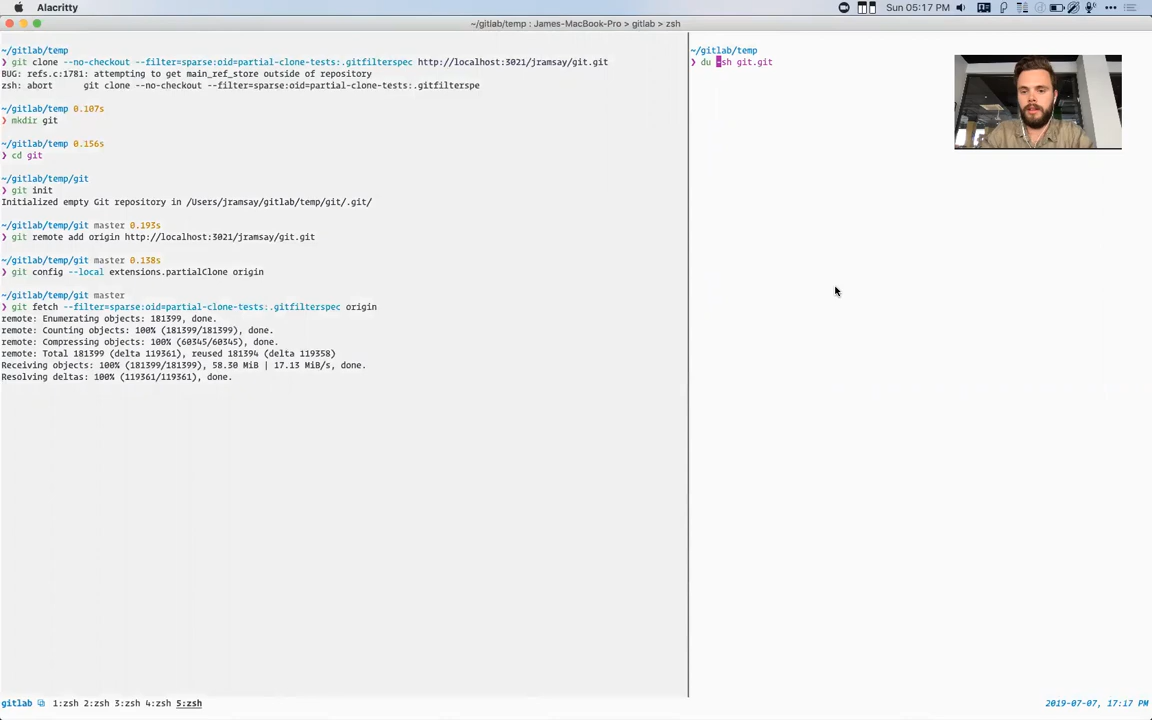 Alacritty
Sun 05:17 PM
~/gitlab/temp : James-MacBook-Pro > gitlab > zsh
~/gitlab/temp
❯ git clone --no-checkout --filter=sparse:oid=partial-clone-tests:.gitfilterspec http://localhost:3021/jramsay/git.git
BUG: refs.c:1781: attempting to get main_ref_store outside of repository
zsh: abort      git clone --no-checkout --filter=sparse:oid=partial-clone-tests:.gitfilterspe
~/gitlab/temp 0.107s
❯ mkdir git
~/gitlab/temp 0.156s
❯ cd git
~/gitlab/temp/git
❯ git init
Initialized empty Git repository in /Users/jramsay/gitlab/temp/git/.git/
~/gitlab/temp/git master 0.193s
❯ git remote add origin http://localhost:3021/jramsay/git.git
~/gitlab/temp/git master 0.138s
❯ git config --local extensions.partialClone origin
~/gitlab/temp/git master
❯ git fetch --filter=sparse:oid=partial-clone-tests:.gitfilterspec origin
remote: Enumerating objects: 181399, done.
remote: Counting objects: 100% (181399/181399), done.
remote: Compressing objects: 100% (60345/60345), done.
remote: Total 181399 (delta 119361), reused 181394 (delta 119358)
Receiving objects: 100% (181399/181399), 58.30 MiB | 17.13 MiB/s, done.
Resolving deltas: 100% (119361/119361), done.
~/gitlab/temp
❯ du -sh git.git
gitlab 1:zsh 2:zsh 3:zsh 4:zsh 5:zsh
2019-07-07, 17:17 PM